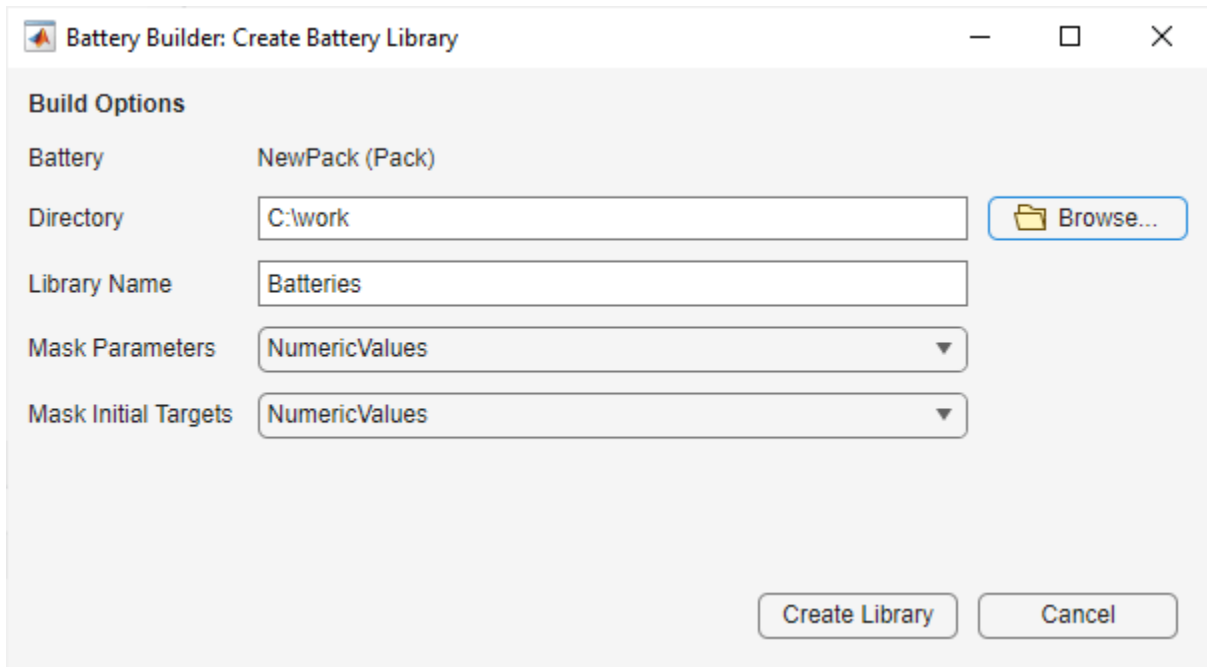 Battery Builder: Create Battery Library
Build Options
Battery NewPack (Pack)
Directory C:\work Browse...
Library Name Batteries
Mask Parameters NumericValues
Mask Initial Targets NumericValues
Create Library Cancel